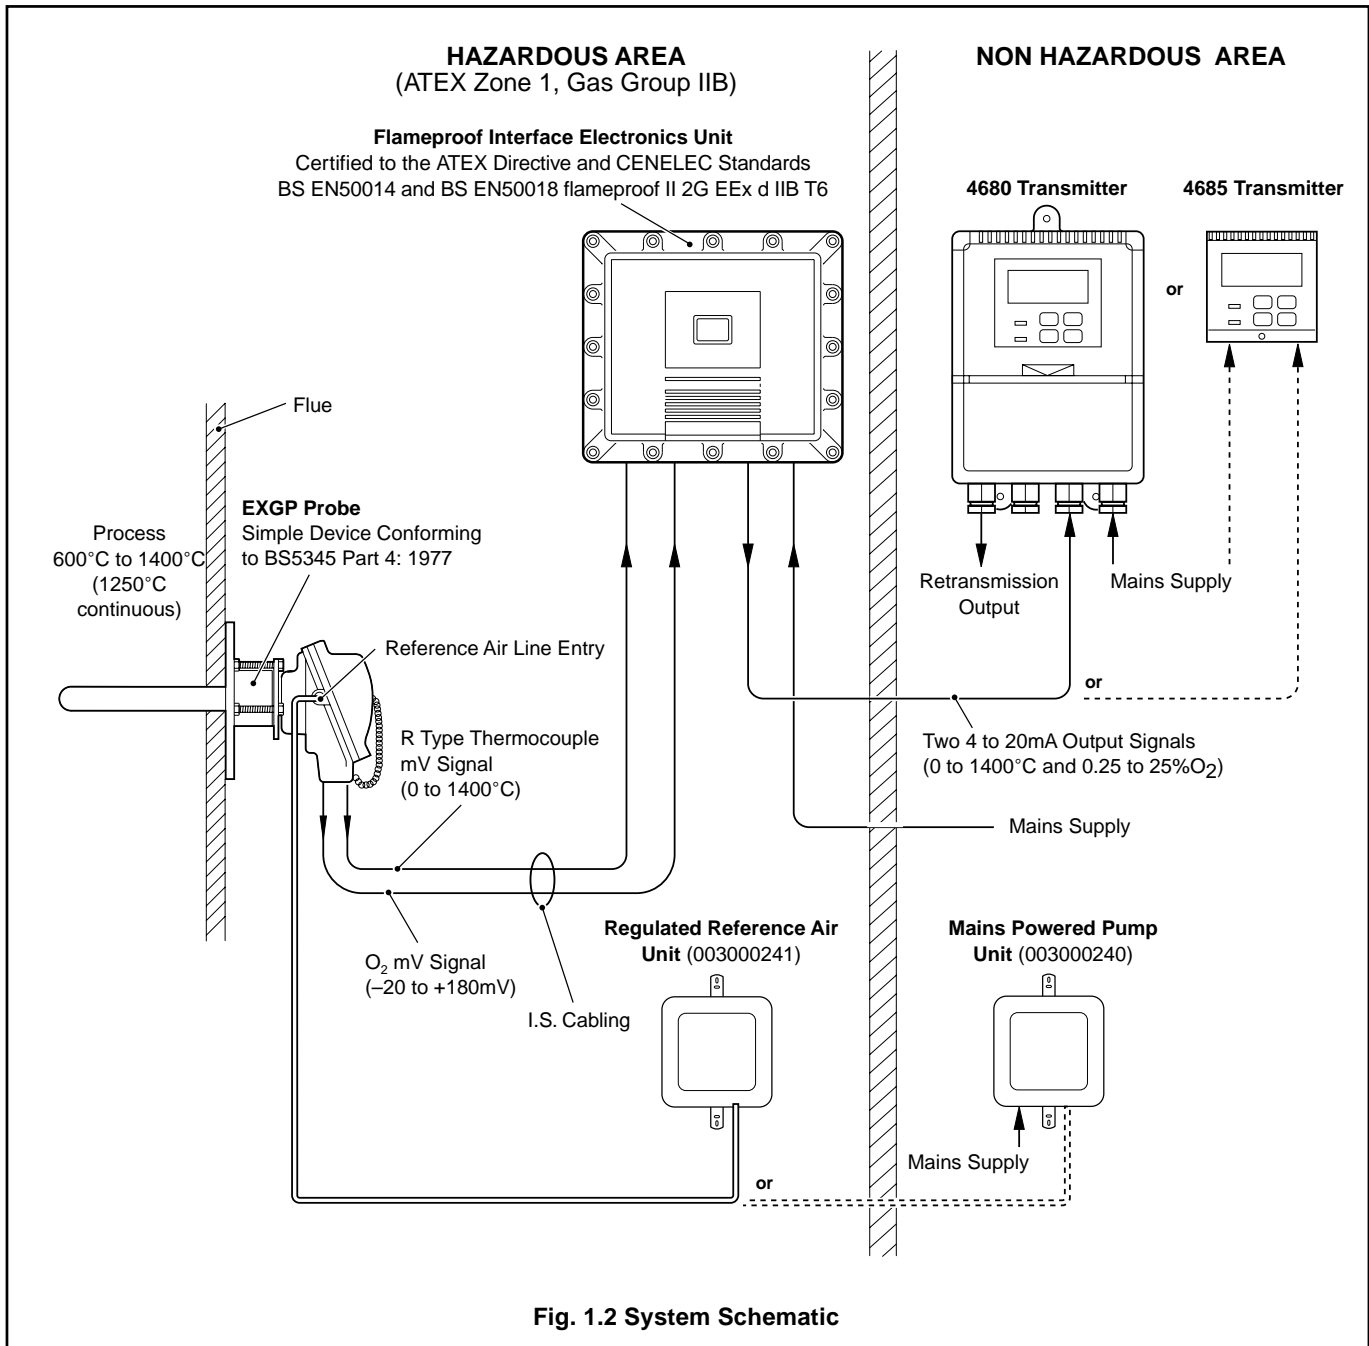 HAZARDOUS AREA
(ATEX Zone 1, Gas Group IIB)
NON HAZARDOUS AREA
Flameproof Interface Electronics Unit
Certified to the ATEX Directive and CENELEC Standards
BS EN50014 and BS EN50018 flameproof II 2G EEx d IIB T6
4680 Transmitter
4685 Transmitter
or
Flue
EXGP Probe
Simple Device Conforming
to BS5345 Part 4: 1977
Process
600°C to 1400°C
(1250°C
continuous)
Retransmission
Output
Mains Supply
Reference Air Line Entry
or
R Type Thermocouple
mV Signal
(0 to 1400°C)
Two 4 to 20mA Output Signals
(0 to 1400°C and 0.25 to 25%O2)
Mains Supply
O2 mV Signal
(–20 to +180mV)
I.S. Cabling
Regulated Reference Air
Unit (003000241)
Mains Powered Pump
Unit (003000240)
Mains Supply
or
Fig. 1.2 System Schematic